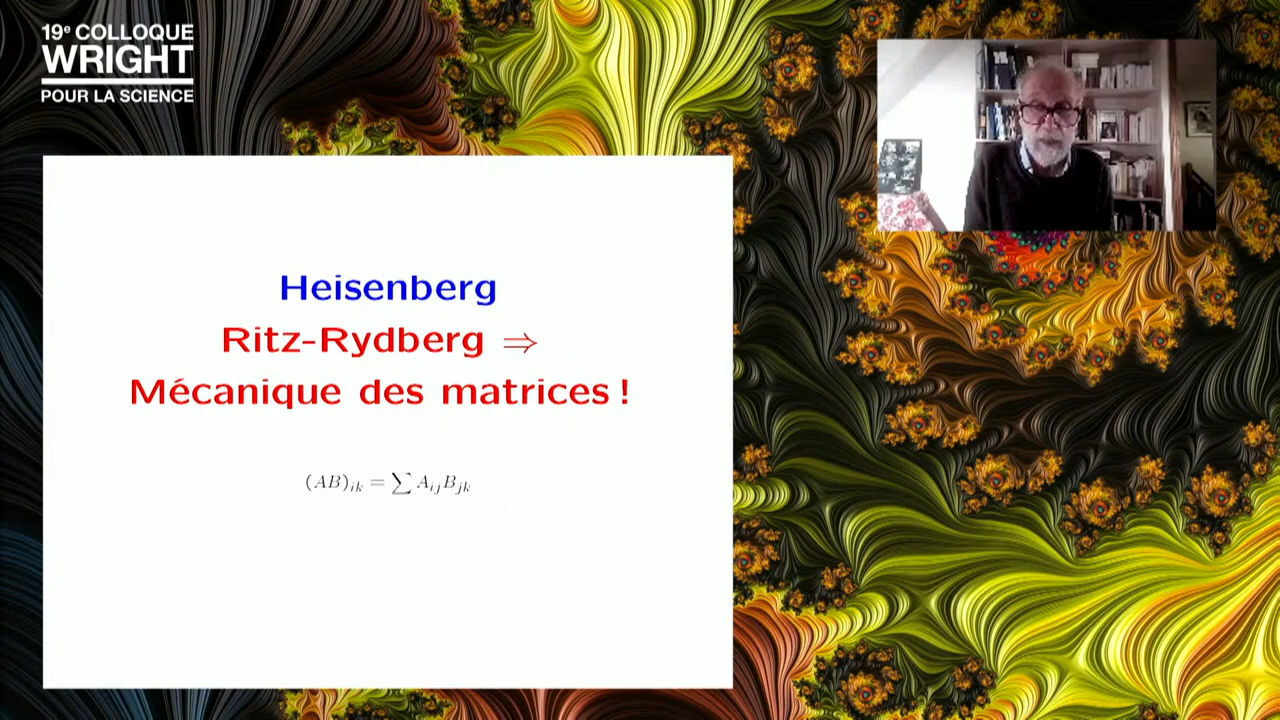 19e COLLOQUE
WRIGHT
POUR LA SCIENCE
Heisenberg
Ritz-Rydberg ⇒
Mécanique des matrices !
(AB)ik = ∑ AijBjk